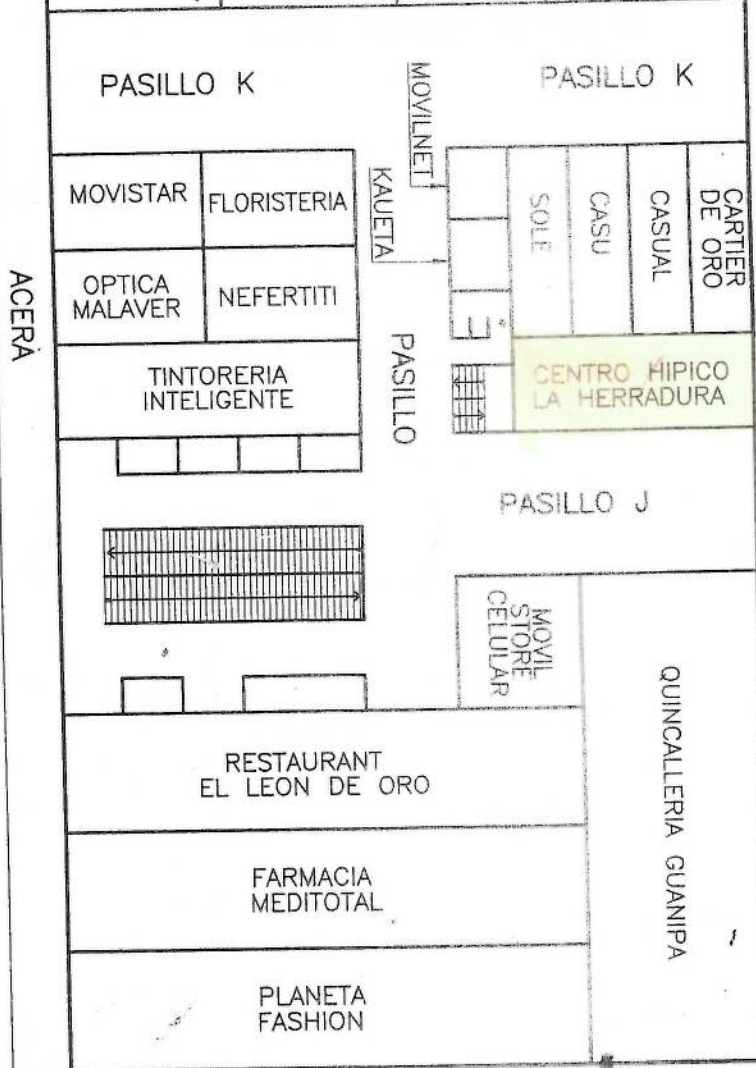 PASILLO K
PASILLO K
MOVILNET
KAUETA
MOVISTAR
FLORISTERIA
SOLE
CASU
CASUAL
CARTIER
DE ORO
OPTICA
MALAVER
NEFERTITI
ACERA
PASILLO
TINTORERIA
INTELIGENTE
CENTRO HIPICO
LA HERRADURA
PASILLO J
MOVIL
STORE
CELULAR
QUINCALLERIA GUANIPA
RESTAURANT
EL LEON DE ORO
FARMACIA
MEDITOTAL
PLANETA
FASHION